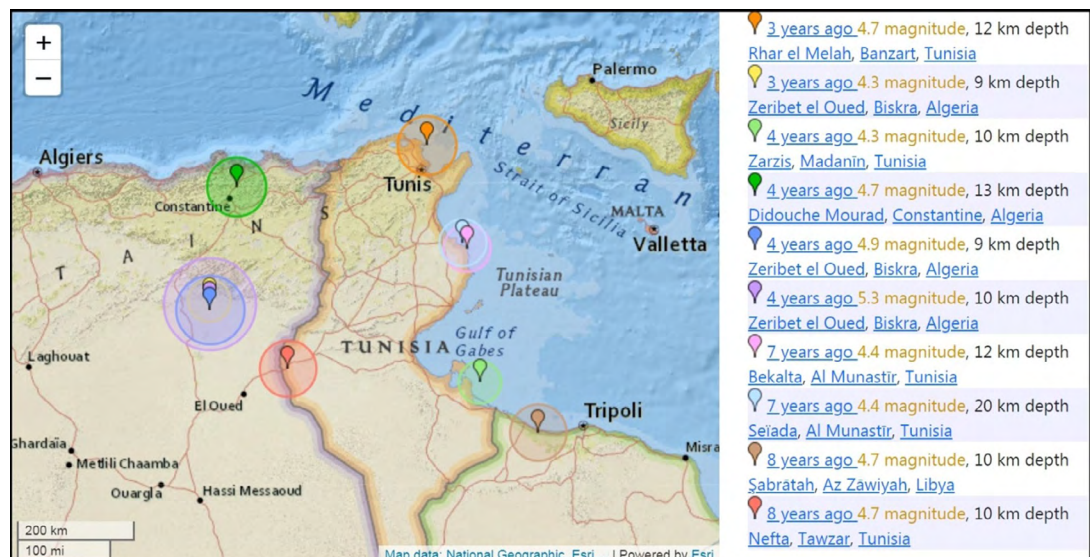 +
−
Palermo
Mediterran
Sicily
Algiers
Tunis
Strait of Sicilia
Constantine
S
MALTA
Valletta
T A I N
Tunisian
Plateau
Gulf of
TUNISIA Gabes
Laghouat
El Oued
Tripoli
Ghardaïa
Metlili Chaamba
Misra
Ouargla
Hassi Messaoud
200 km
100 mi
Map data: National Geographic, Esri, | Powered by Esri
3 years ago 4.7 magnitude, 12 km depth
Rhar el Melah, Banzart, Tunisia
3 years ago 4.3 magnitude, 9 km depth
Zeribet el Oued, Biskra, Algeria
4 years ago 4.3 magnitude, 10 km depth
Zarzis, Madanīn, Tunisia
4 years ago 4.7 magnitude, 13 km depth
Didouche Mourad, Constantine, Algeria
4 years ago 4.9 magnitude, 9 km depth
Zeribet el Oued, Biskra, Algeria
4 years ago 5.3 magnitude, 10 km depth
Zeribet el Oued, Biskra, Algeria
7 years ago 4.4 magnitude, 12 km depth
Bekalta, Al Munastīr, Tunisia
7 years ago 4.4 magnitude, 20 km depth
Seïada, Al Munastīr, Tunisia
8 years ago 4.7 magnitude, 10 km depth
Şabrātah, Az Zāwiyah, Libya
8 years ago 4.7 magnitude, 10 km depth
Nefta, Tawzar, Tunisia